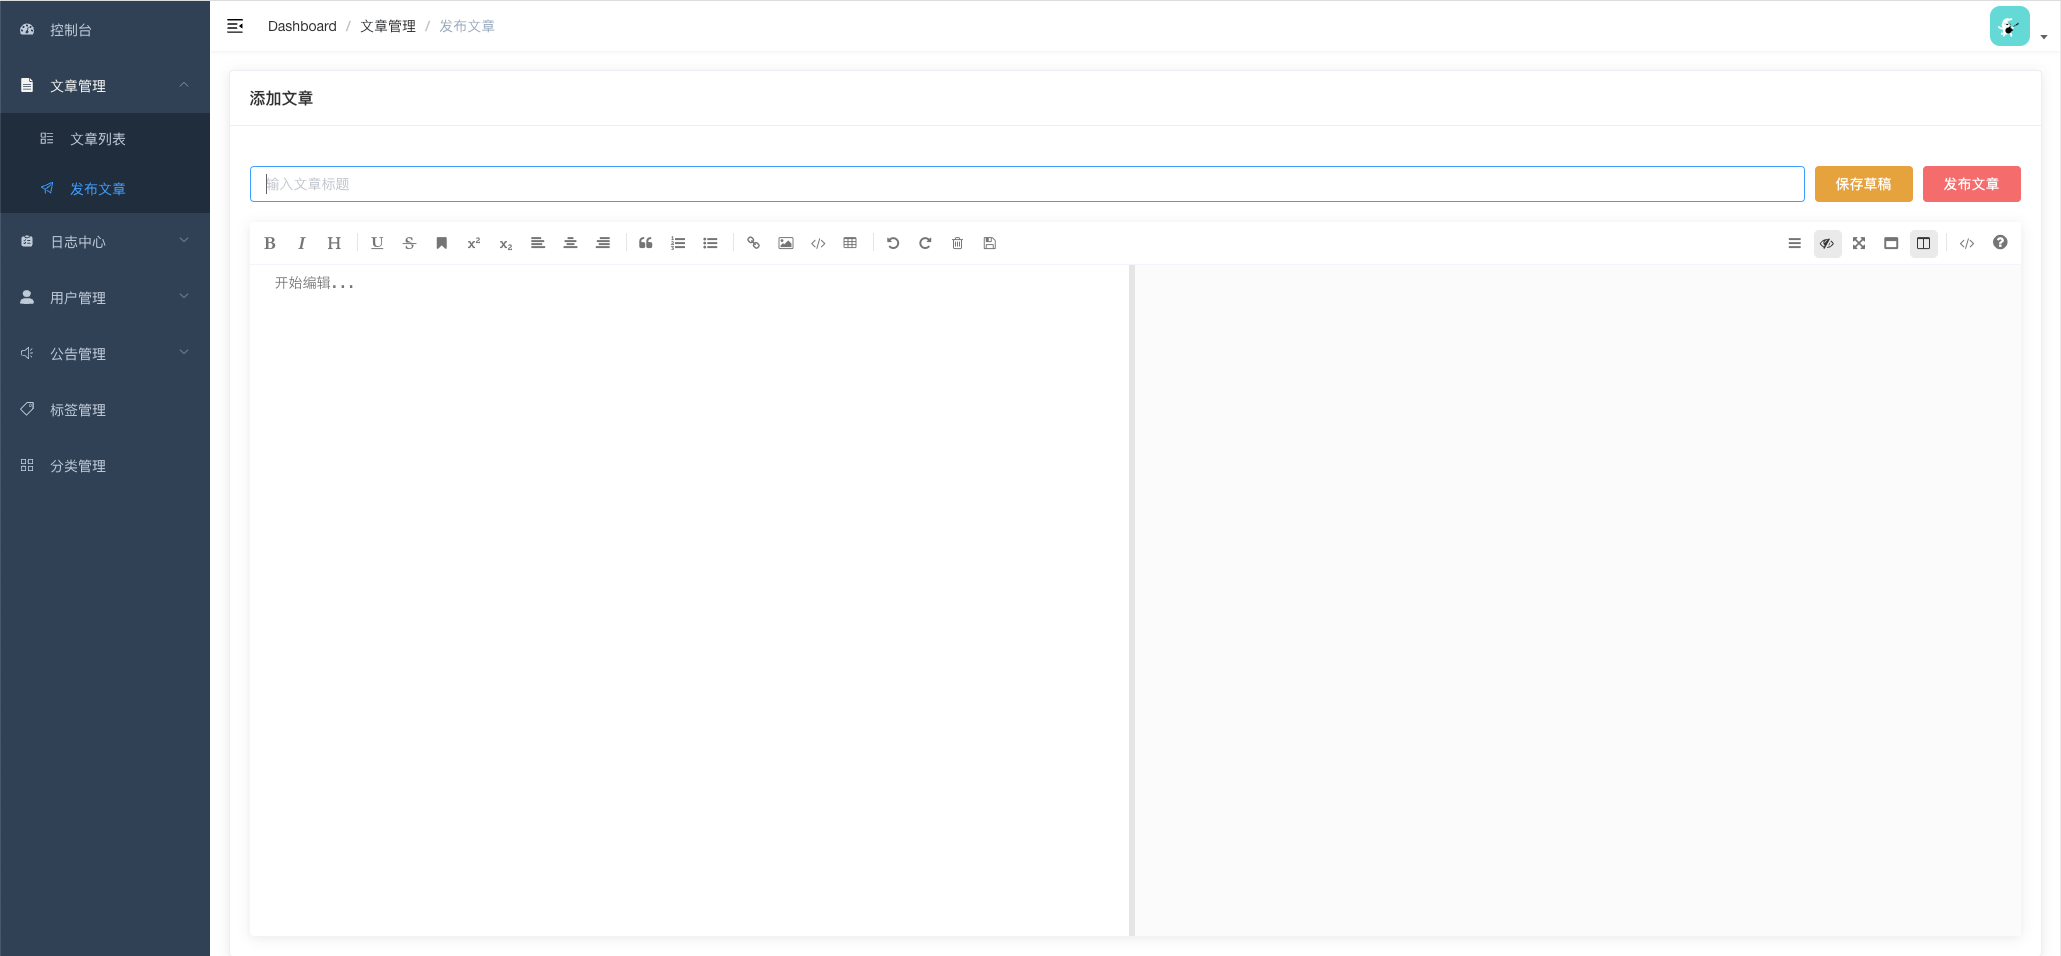 控制台
文章管理
文章列表
发布文章
日志中心
用户管理
公告管理
标签管理
分类管理
Dashboard / 文章管理 / 发布文章
添加文章
输入文章标题
保存草稿
发布文章
B I H U S x² x₂
开始编辑...